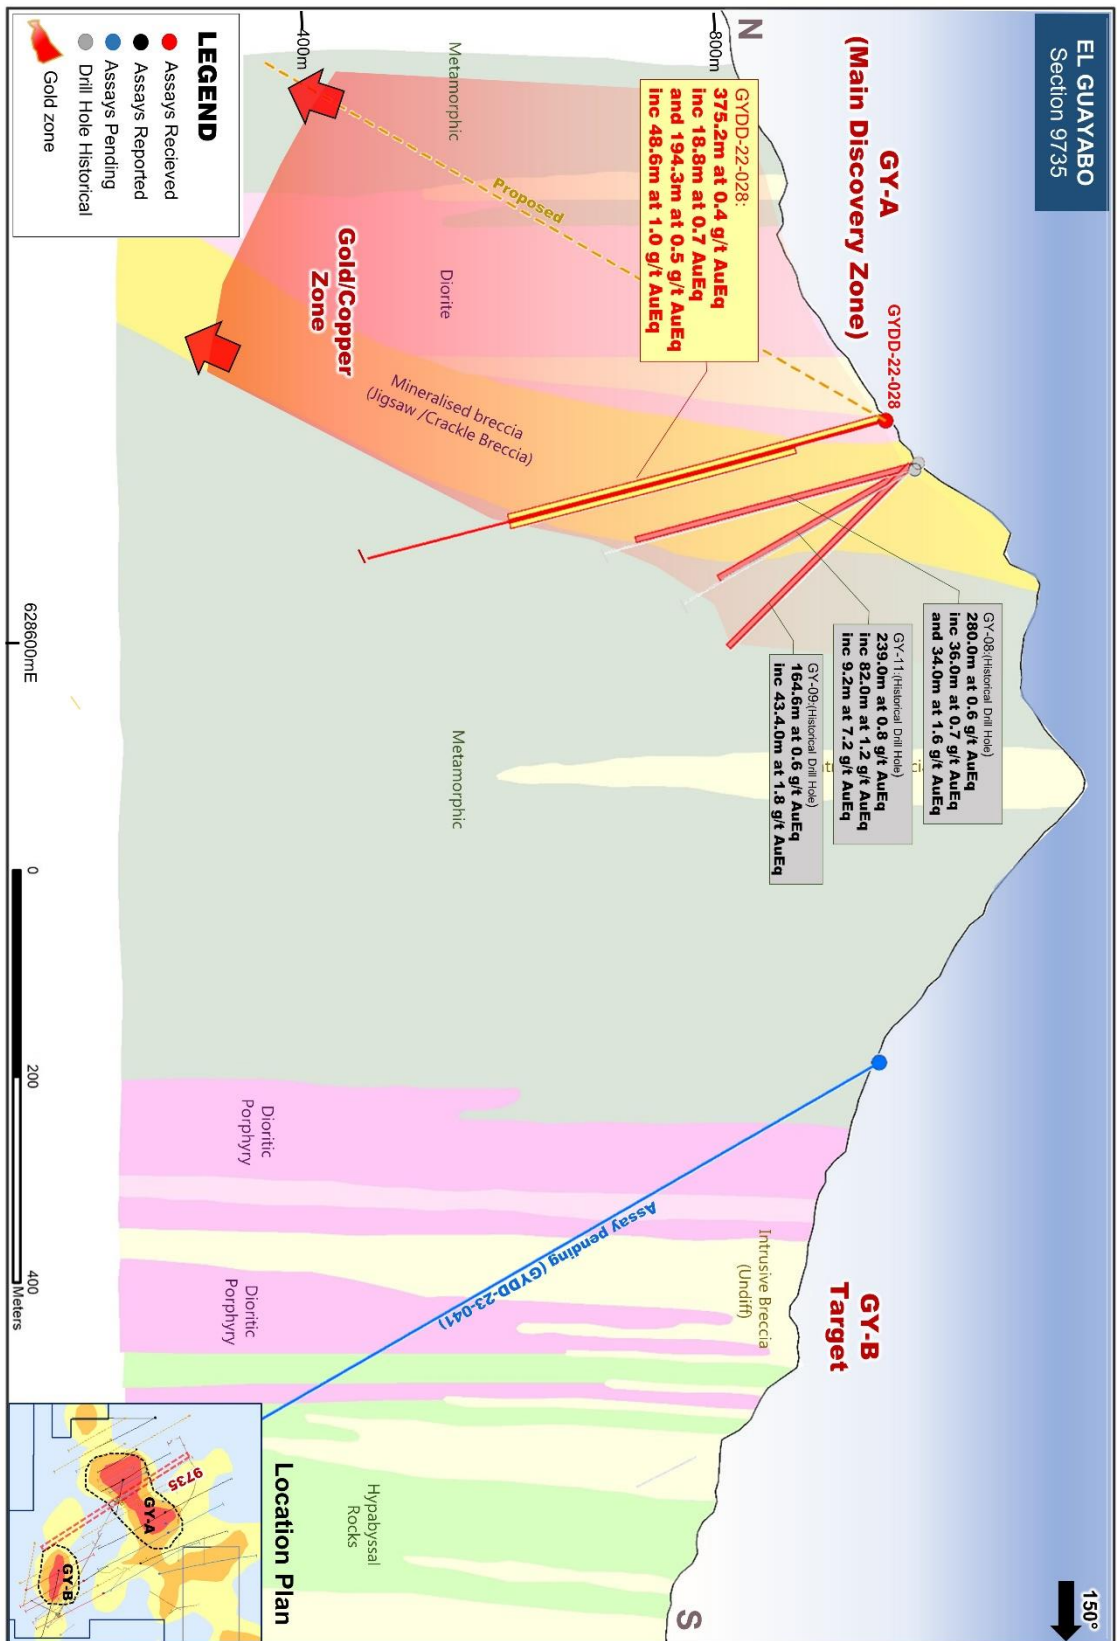 EL GUAYABO
Section 9735
GY-A
(Main Discovery Zone)
N
S
150°
800m
400m
GYDD-22-028
GYDD-22-028:
375.2m at 0.4 g/t AuEq
inc 18.8m at 0.7 AuEq
and 194.3m at 0.5 g/t AuEq
inc 48.6m at 1.0 g/t AuEq
GY-08:(Historical Drill Hole)
280.0m at 0.6 g/t AuEq
inc 36.0m at 0.7 g/t AuEq
and 34.0m at 1.6 g/t AuEq
GY-11:(Historical Drill Hole)
239.0m at 0.8 g/t AuEq
inc 82.0m at 1.2 g/t AuEq
inc 9.2m at 7.2 g/t AuEq
GY-09:(Historical Drill Hole)
164.6m at 0.6 g/t AuEq
inc 43.4.0m at 1.8 g/t AuEq
GY-B
Target
Intrusive Breccia
(Undiff)
Metamorphic
Proposed
Diorite
Gold/Copper
Zone
Mineralised breccia
(Jigsaw /Crackle Breccia)
Metamorphic
Assay pending (GYDD-23-041)
Dioritic
Porphyry
Dioritic
Porphyry
Hypabyssal
Rocks
LEGEND
Assays Recieved
Assays Reported
Assays Pending
Drill Hole Historical
Gold zone
628600mE
0
200
400
Meters
Location Plan
9735
GY-A
GY-B